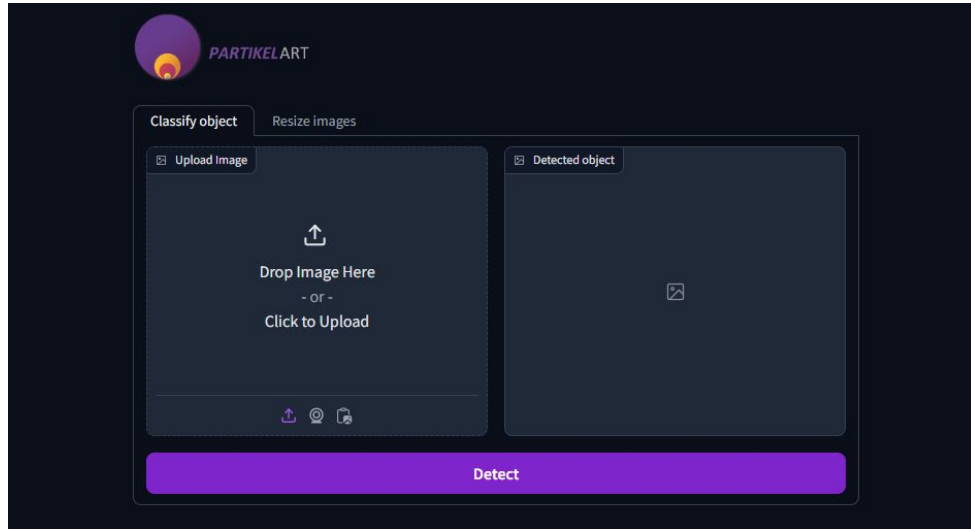 PARTIKELART
Classify object
Resize images
Upload Image
Detected object
Drop Image Here
- or -
Click to Upload
Detect